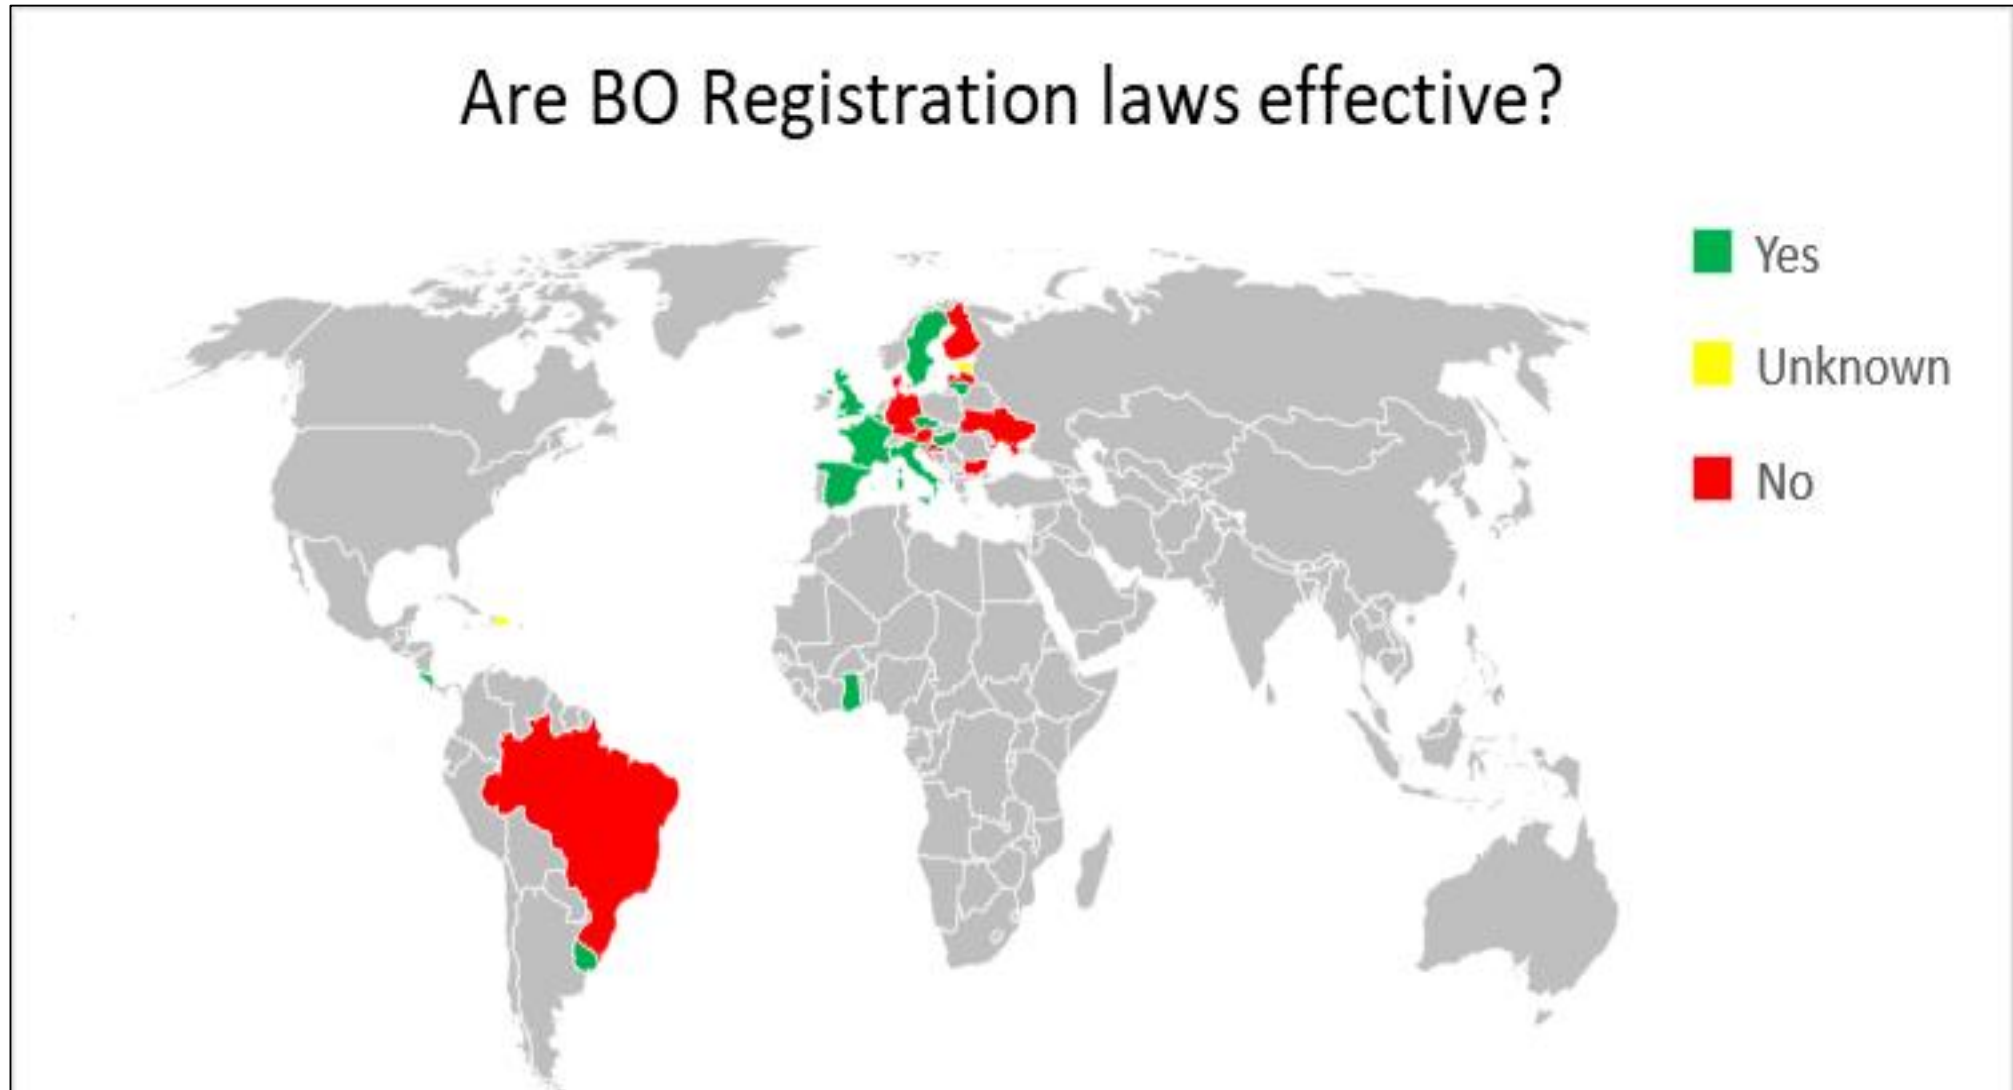 Are BO Registration laws effective?
Yes
Unknown
No